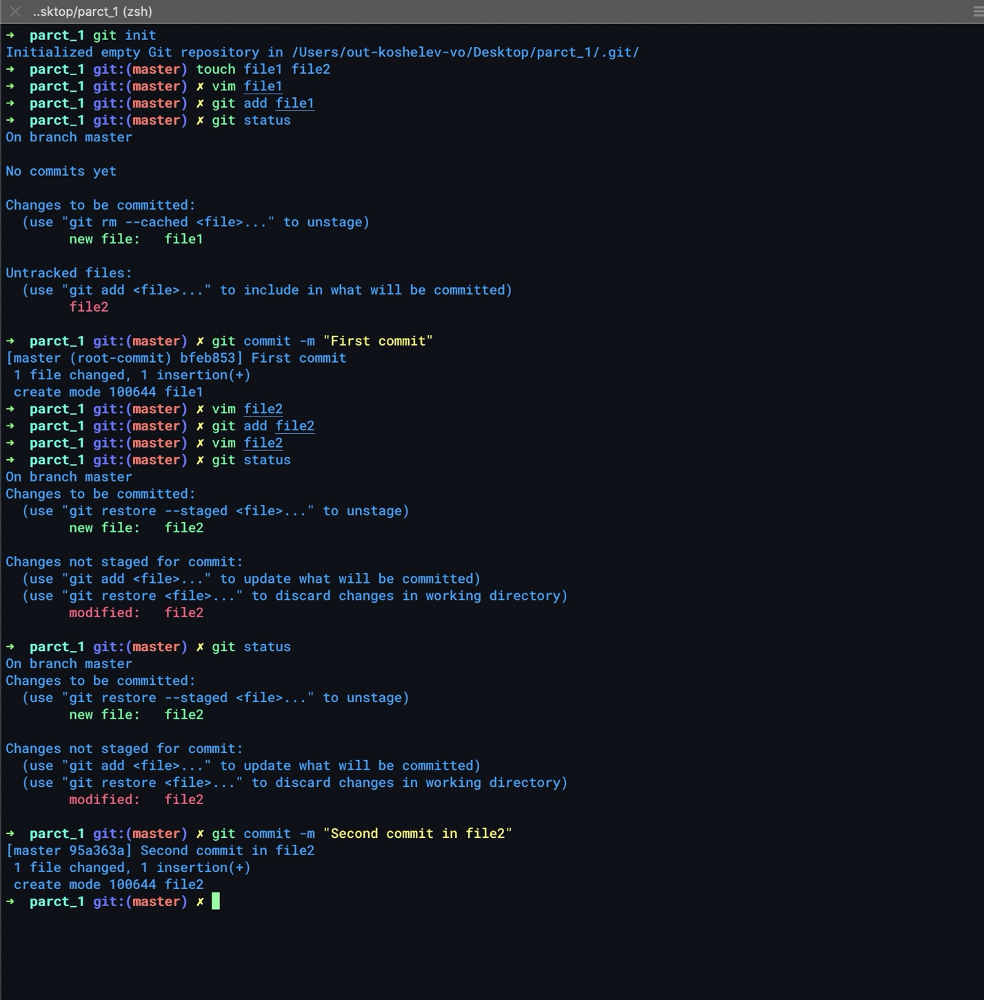 ..sktop/parct_1 (zsh)
➜  parct_1 git init
Initialized empty Git repository in /Users/out-koshelev-vo/Desktop/parct_1/.git/
➜  parct_1 git:(master) touch file1 file2
➜  parct_1 git:(master) ✗ vim file1
➜  parct_1 git:(master) ✗ git add file1
➜  parct_1 git:(master) ✗ git status
On branch master

No commits yet

Changes to be committed:
  (use "git rm --cached <file>..." to unstage)
        new file:   file1

Untracked files:
  (use "git add <file>..." to include in what will be committed)
        file2

➜  parct_1 git:(master) ✗ git commit -m "First commit"
[master (root-commit) bfeb853] First commit
 1 file changed, 1 insertion(+)
 create mode 100644 file1
➜  parct_1 git:(master) ✗ vim file2
➜  parct_1 git:(master) ✗ git add file2
➜  parct_1 git:(master) ✗ vim file2
➜  parct_1 git:(master) ✗ git status
On branch master
Changes to be committed:
  (use "git restore --staged <file>..." to unstage)
        new file:   file2

Changes not staged for commit:
  (use "git add <file>..." to update what will be committed)
  (use "git restore <file>..." to discard changes in working directory)
        modified:   file2

➜  parct_1 git:(master) ✗ git status
On branch master
Changes to be committed:
  (use "git restore --staged <file>..." to unstage)
        new file:   file2

Changes not staged for commit:
  (use "git add <file>..." to update what will be committed)
  (use "git restore <file>..." to discard changes in working directory)
        modified:   file2

➜  parct_1 git:(master) ✗ git commit -m "Second commit in file2"
[master 95a363a] Second commit in file2
 1 file changed, 1 insertion(+)
 create mode 100644 file2
➜  parct_1 git:(master) ✗